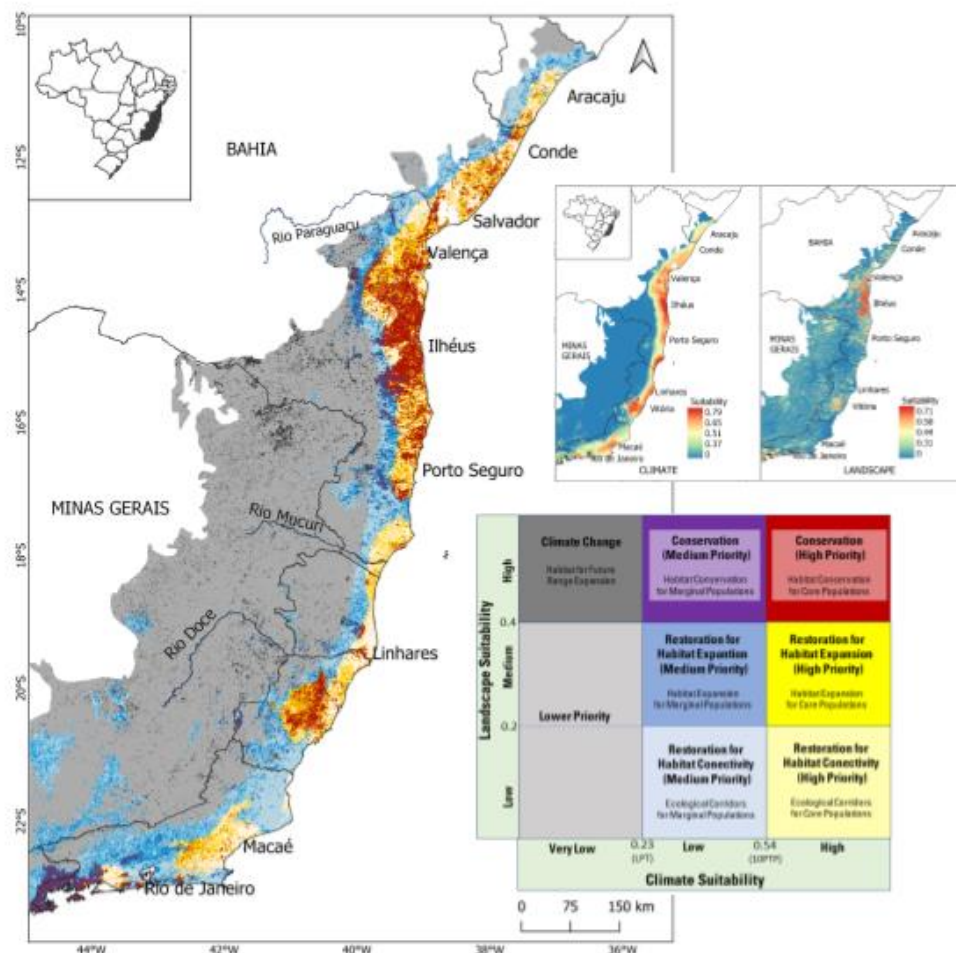 10°S
12°S
14°S
16°S
18°S
20°S
22°S
44°W
42°W
40°W
38°W
36°W
BAHIA
MINAS GERAIS
Aracaju
Conde
Salvador
Rio Paraguaçu
Valença
Ilhéus
Porto Seguro
Rio Mucuri
Rio Doce
Linhares
Macaé
Rio de Janeiro
Aracaju
Conde
Valença
Ilhéus
Porto Seguro
MINAS
GERAIS
Linhares
Vitória
Macaé
Rio de Janeiro
Suitability
0.79
0.65
0.51
0.37
0
CLIMATE
BAHIA
Aracaju
Conde
Valença
Ilhéus
Porto Seguro
MINAS
GERAIS
Linhares
Vitória
Macaé
Rio de Janeiro
Suitability
0.71
0.44
0.31
0
LANDSCAPE
Landscape Suitability
High
0.4
Medium
0.2
Low
Climate Change
Habitat for Future
Range Expansion
Conservation
(Medium Priority)
Habitat Conservation
for Marginal Populations
Conservation
(High Priority)
Habitat Conservation
for Core Populations
Lower Priority
Restoration for
Habitat Expantion
(Medium Priority)
Habitat Expansion
for Marginal Populations
Restoration for
Habitat Expansion
(High Priority)
Habitat Expansion
for Core Populations
Restoration for
Habitat Conectivity
(Medium Priority)
Ecological Corridors
for Marginal Populations
Restoration for
Habitat Conectivity
(High Priority)
Ecological Corridors
for Core Populations
Very Low
0.23
(LPT)
Low
0.54
(10PTP)
High
Climate Suitability
0 75 150 km